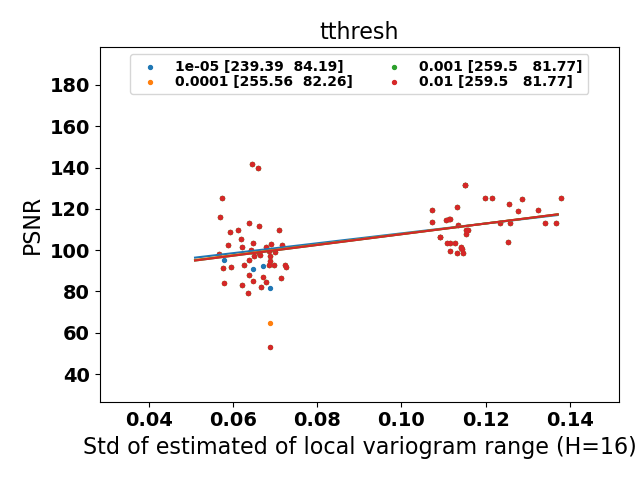 tthresh
1e-05 [239.39  84.19]
0.0001 [255.56  82.26]
0.001 [259.5   81.77]
0.01 [259.5   81.77]
PSNR
180
160
140
120
100
80
60
40
0.04 0.06 0.08 0.10 0.12 0.14
Std of estimated of local variogram range (H=16)